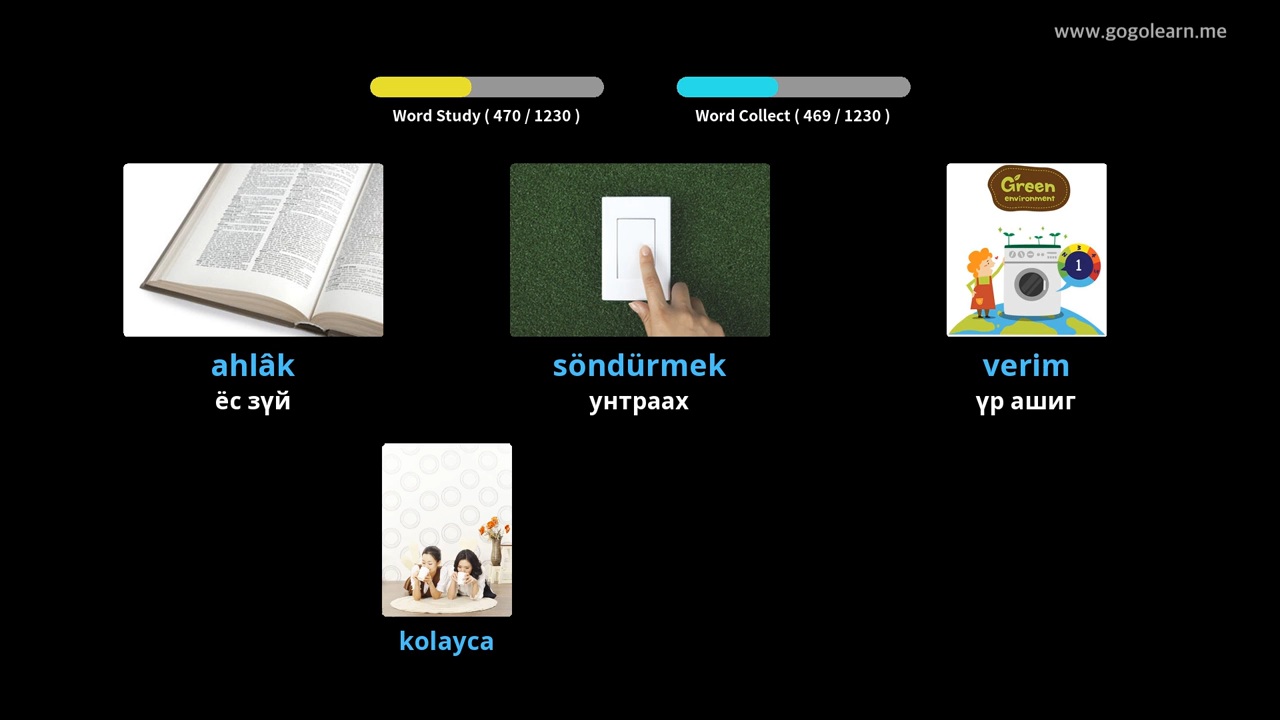 www.gogolearn.me
Word Study ( 470 / 1230 )
Word Collect ( 469 / 1230 )
Green
environment
1
ahlâk
söndürmek
verim
ёс зүй
унтраах
үр ашиг
kolayca